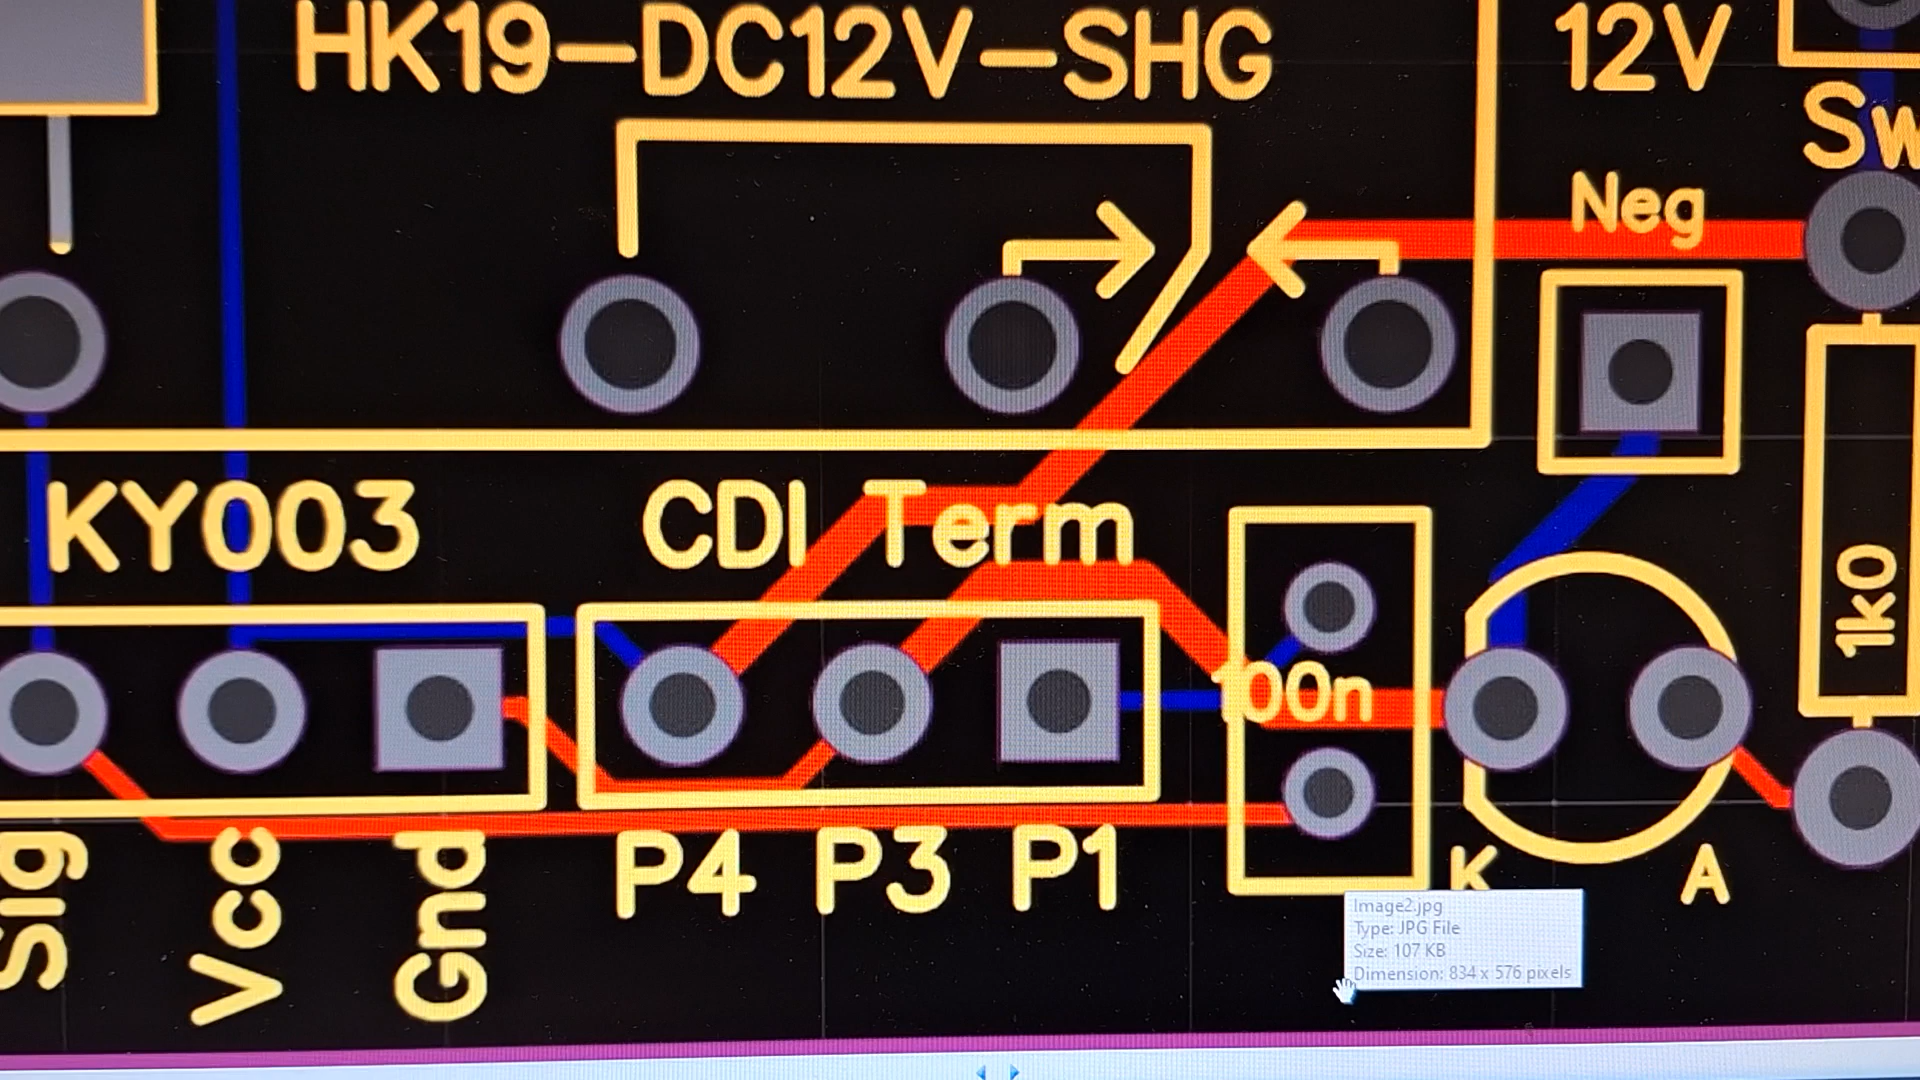 HK19-DC12V-SHG
12V
Sw
Neg
KY003
CDI Term
100n
1k0
Sig
Vcc
Gnd
P4
P3
P1
K
A
Image2.jpg
Type: JPG File
Size: 107 KB
Dimension: 834 x 576 pixels